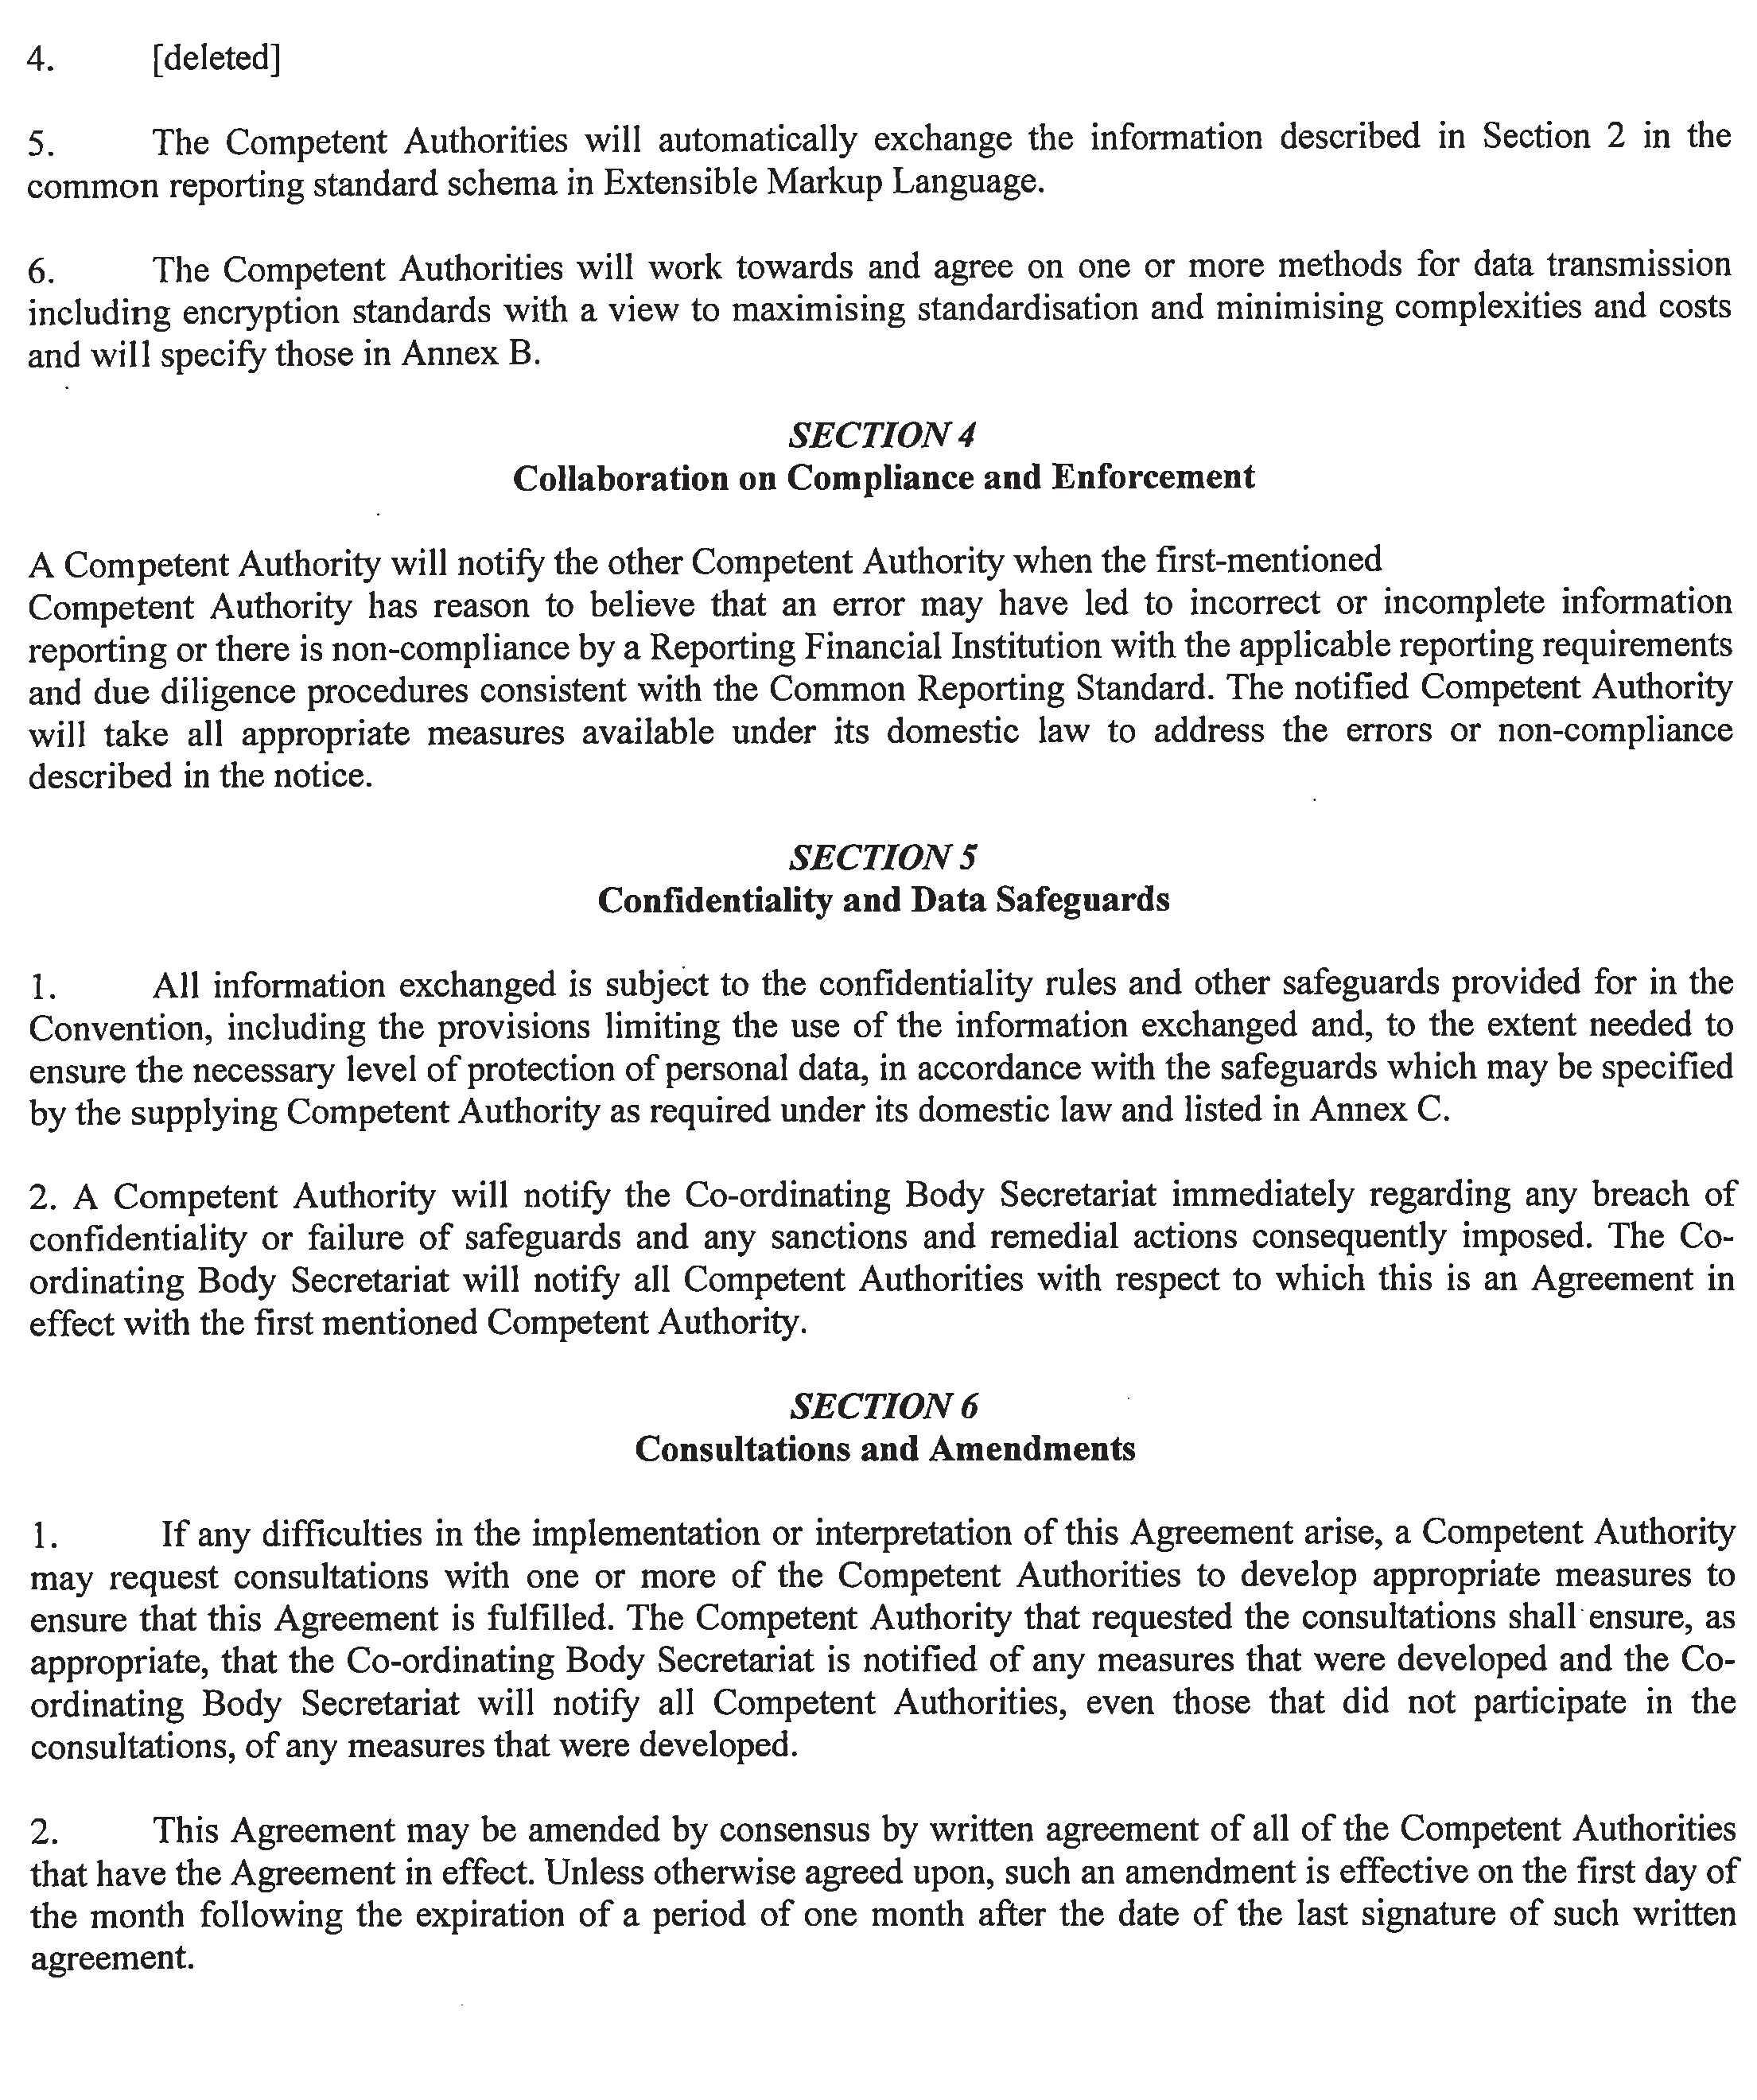 4. [deleted]
5. The Competent Authorities will automatically exchange the information described in Section 2 in the
common reporting standard schema in Extensible Markup Language.
6. The Competent Authorities will work towards and agree on one or more methods for data transmission
including encryption standards with a view to maximising standardisation and minimising complexities and costs
and will specify those in Annex B.
SECTION 4
Collaboration on Compliance and Enforcement
A Competent Authority will notify the other Competent Authority when the first-mentioned
Competent Authority has reason to believe that an error may have led to incorrect or incomplete information
reporting or there is non-compliance by a Reporting Financial Institution with the applicable reporting requirements
and due diligence procedures consistent with the Common Reporting Standard. The notified Competent Authority
will take all appropriate measures available under its domestic law to address the errors or non-compliance
described in the notice.
SECTION 5
Confidentiality and Data Safeguards
1. All information exchanged is subject to the confidentiality rules and other safeguards provided for in the
Convention, including the provisions limiting the use of the information exchanged and, to the extent needed to
ensure the necessary level of protection of personal data, in accordance with the safeguards which may be specified
by the supplying Competent Authority as required under its domestic law and listed in Annex C.
2. A Competent Authority will notify the Co-ordinating Body Secretariat immediately regarding any breach of
confidentiality or failure of safeguards and any sanctions and remedial actions consequently imposed. The Co-
ordinating Body Secretariat will notify all Competent Authorities with respect to which this is an Agreement in
effect with the first mentioned Competent Authority.
SECTION 6
Consultations and Amendments
1. If any difficulties in the implementation or interpretation of this Agreement arise, a Competent Authority
may request consultations with one or more of the Competent Authorities to develop appropriate measures to
ensure that this Agreement is fulfilled. The Competent Authority that requested the consultations shall ensure, as
appropriate, that the Co-ordinating Body Secretariat is notified of any measures that were developed and the Co-
ordinating Body Secretariat will notify all Competent Authorities, even those that did not participate in the
consultations, of any measures that were developed.
2. This Agreement may be amended by consensus by written agreement of all of the Competent Authorities
that have the Agreement in effect. Unless otherwise agreed upon, such an amendment is effective on the first day of
the month following the expiration of a period of one month after the date of the last signature of such written
agreement.